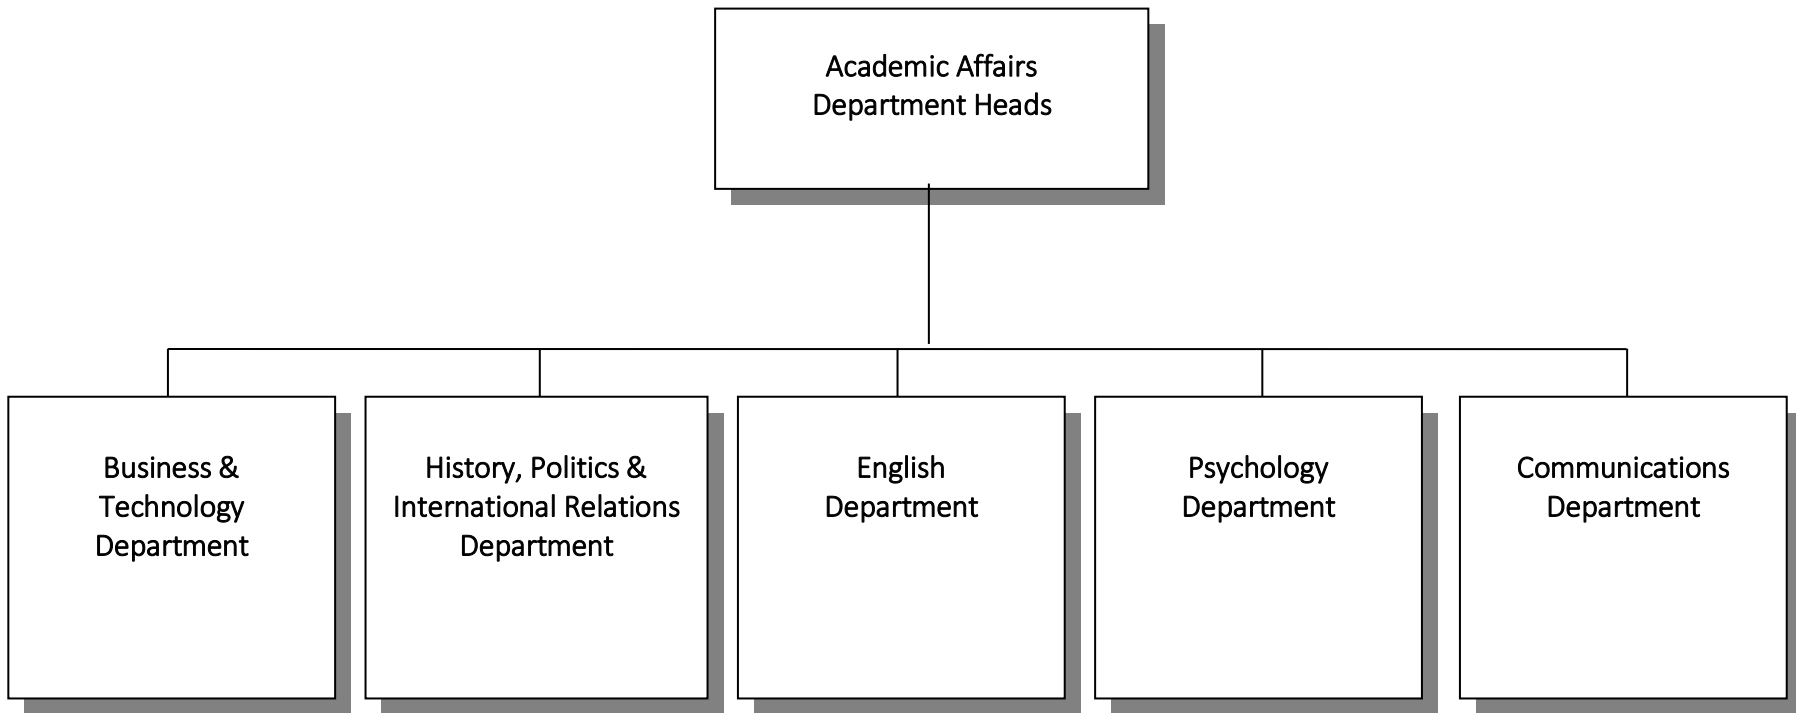 Academic Affairs
Department Heads
Business &
Technology
Department
History, Politics &
International Relations
Department
English
Department
Psychology
Department
Communications
Department